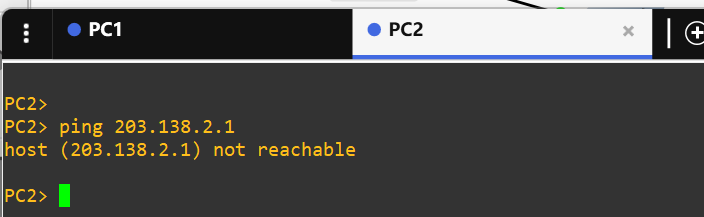 PC1
PC2
PC2>
PC2> ping 203.138.2.1
host (203.138.2.1) not reachable
PC2>